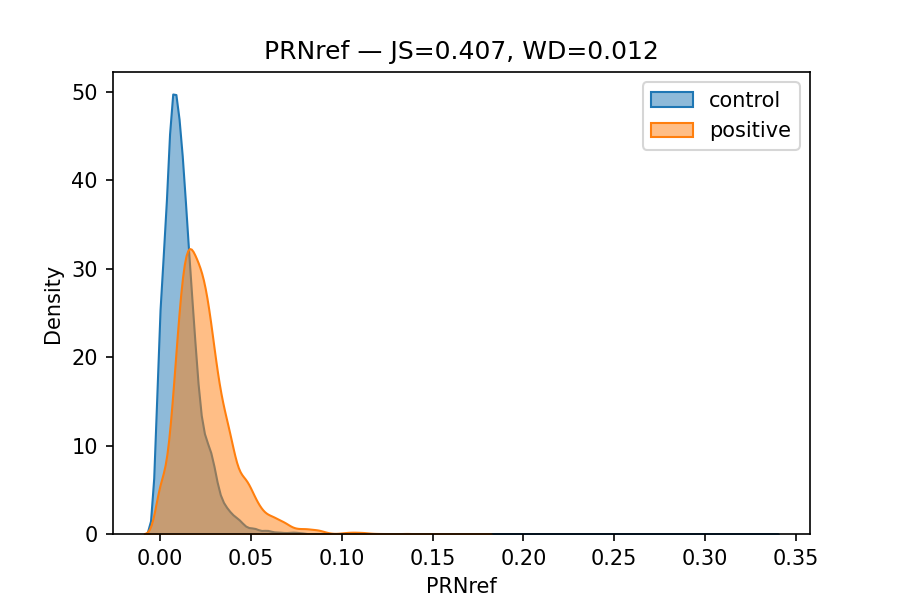 PRNref — JS=0.407, WD=0.012
control
positive
Density
50
40
30
20
10
0
0.00 0.05 0.10 0.15 0.20 0.25 0.30 0.35
PRNref